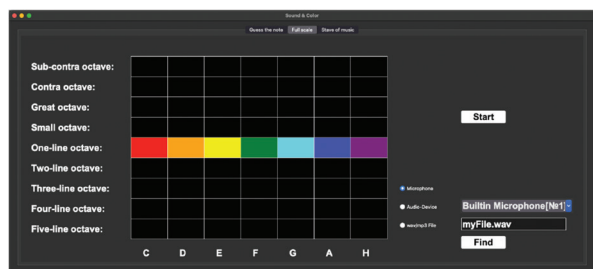 Sound & Color
Guess the note Full score Stave of music
Sub-contra octave:
Contra octave:
Great octave:
Small octave:
Start
One-line octave:
Two-line octave:
Three-line octave:
Microphone
Four-line octave:
Audio-Device
Builtin Microphone[№1]
Five-line octave:
wav/mp3 File
myFile.wav
Find
C D E F G A H